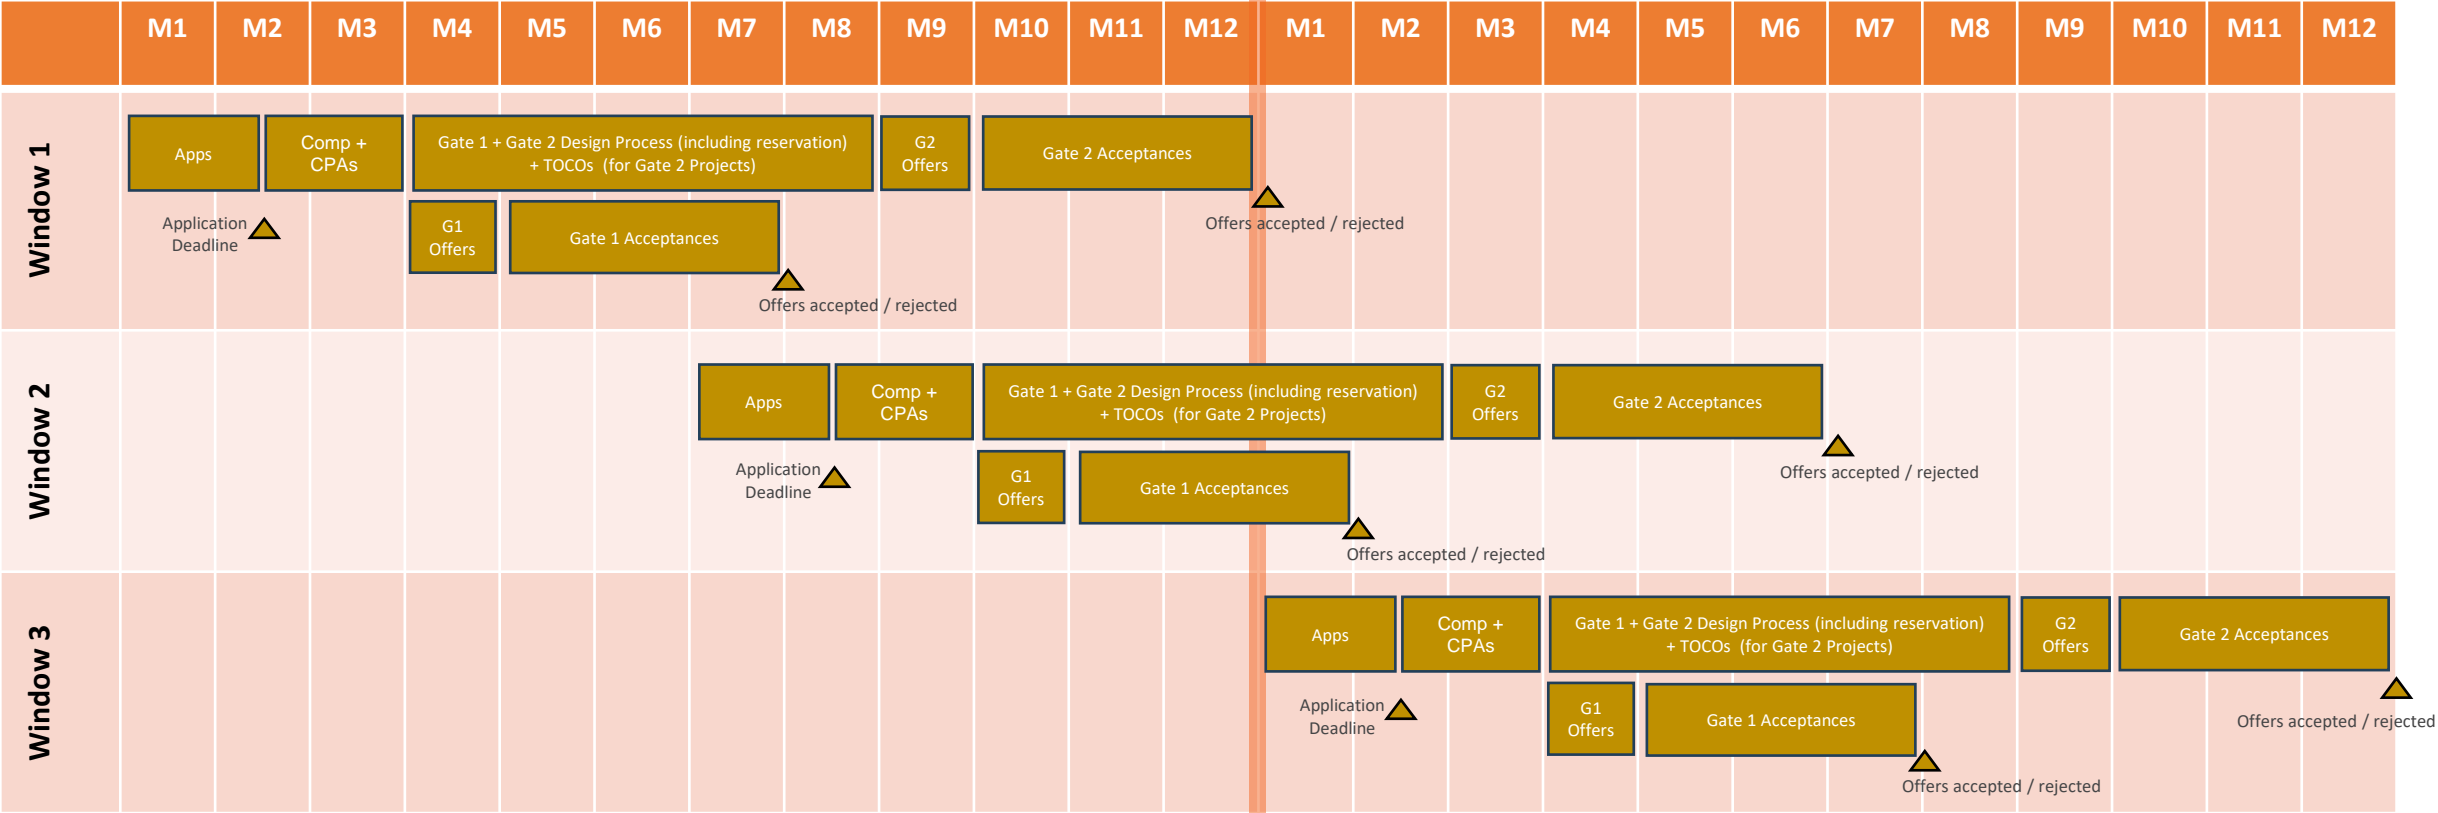 M1 M2 M3 M4 M5 M6 M7 M8 M9 M10 M11 M12 M1 M2 M3 M4 M5 M6 M7 M8 M9 M10 M11 M12
Window 1
Apps
Comp +
CPAs
Gate 1 + Gate 2 Design Process (including reservation)
+ TOCOs (for Gate 2 Projects)
G2
Offers
Gate 2 Acceptances
Offers accepted / rejected
Application
Deadline
G1
Offers
Gate 1 Acceptances
Offers accepted / rejected
Window 2
Apps
Comp +
CPAs
Gate 1 + Gate 2 Design Process (including reservation)
+ TOCOs (for Gate 2 Projects)
G2
Offers
Gate 2 Acceptances
Offers accepted / rejected
Application
Deadline
G1
Offers
Gate 1 Acceptances
Offers accepted / rejected
Window 3
Apps
Comp +
CPAs
Gate 1 + Gate 2 Design Process (including reservation)
+ TOCOs (for Gate 2 Projects)
G2
Offers
Gate 2 Acceptances
Offers accepted / rejected
Application
Deadline
G1
Offers
Gate 1 Acceptances
Offers accepted / rejected